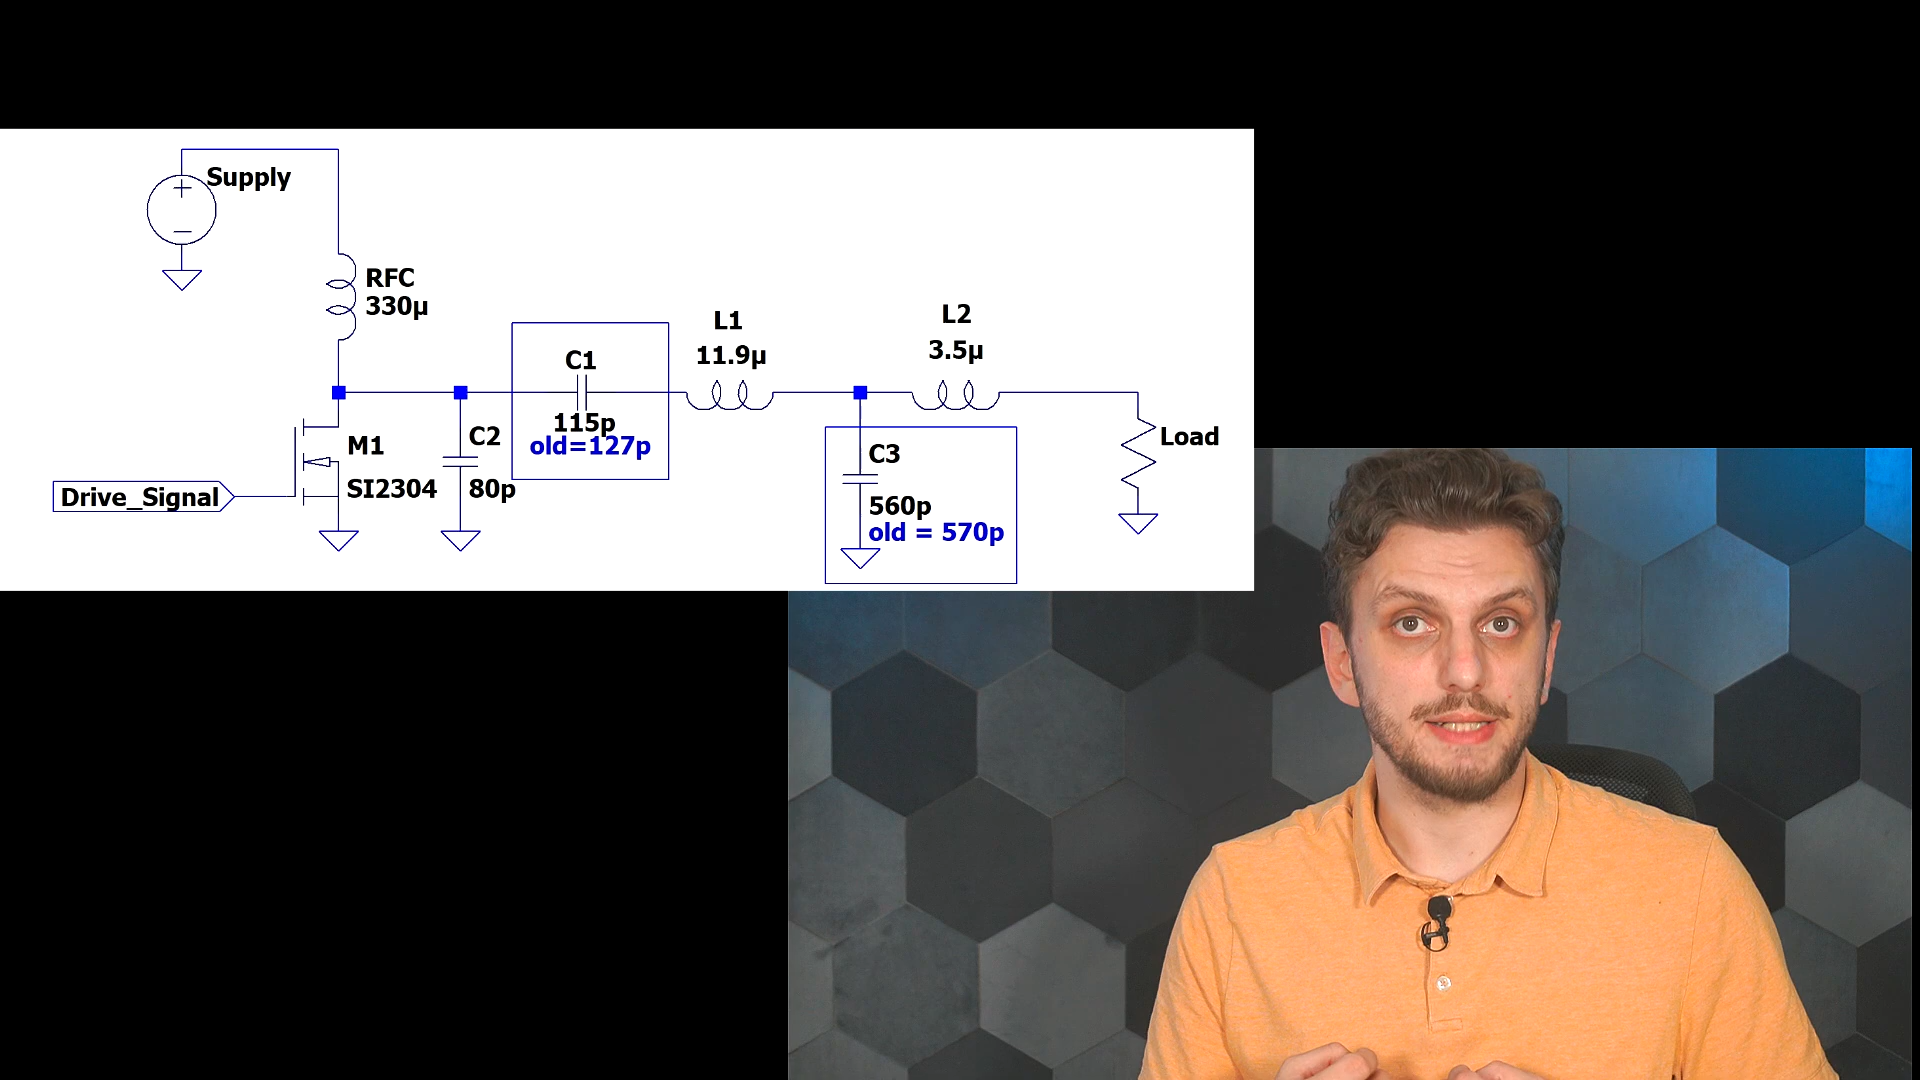 Supply
RFC
330µ
L1
11.9µ
L2
3.5µ
C1
115p
old=127p
M1
SI2304
C2
80p
Drive_Signal
C3
560p
old = 570p
Load